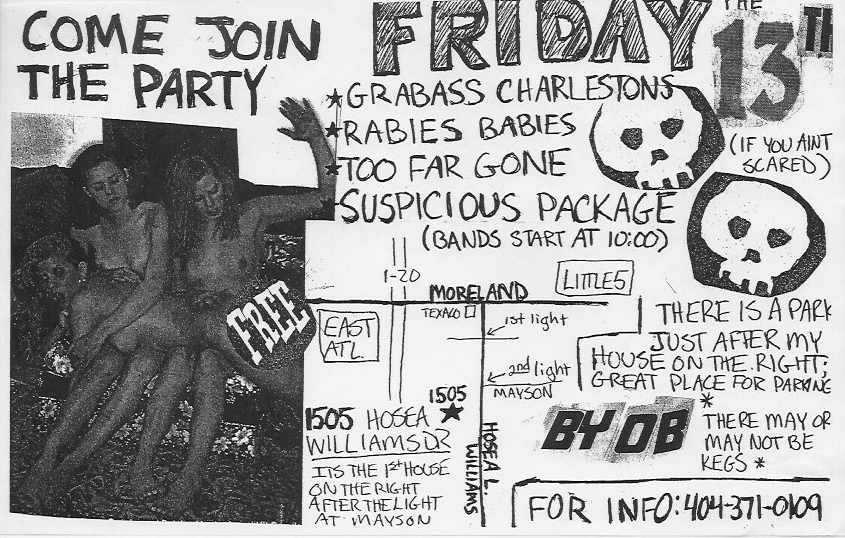 COME JOIN
THE PARTY
FRIDAY
THE
13TH
★GRABASS CHARLESTONS
★RABIES BABIES
★TOO FAR GONE
★SUSPICIOUS PACKAGE
(BANDS START AT 10:00)
(IF YOU AINT
SCARED)
FREE
I-20
MORELAND
LITTLE 5
TEXACO
1st light
EAST
ATL.
2nd light
MAYSON
1505
HOSEA L.
WILLIAMS
1505 HOSEA
WILLIAMS DR
ITS THE 1ST HOUSE
ON THE RIGHT
AFTER THE LIGHT
AT MAYSON
THERE IS A PARK
JUST AFTER MY
HOUSE ON THE RIGHT;
GREAT PLACE FOR PARKING
BYOB
*
THERE MAY OR
MAY NOT BE
KEGS *
FOR INFO: 404-371-0109